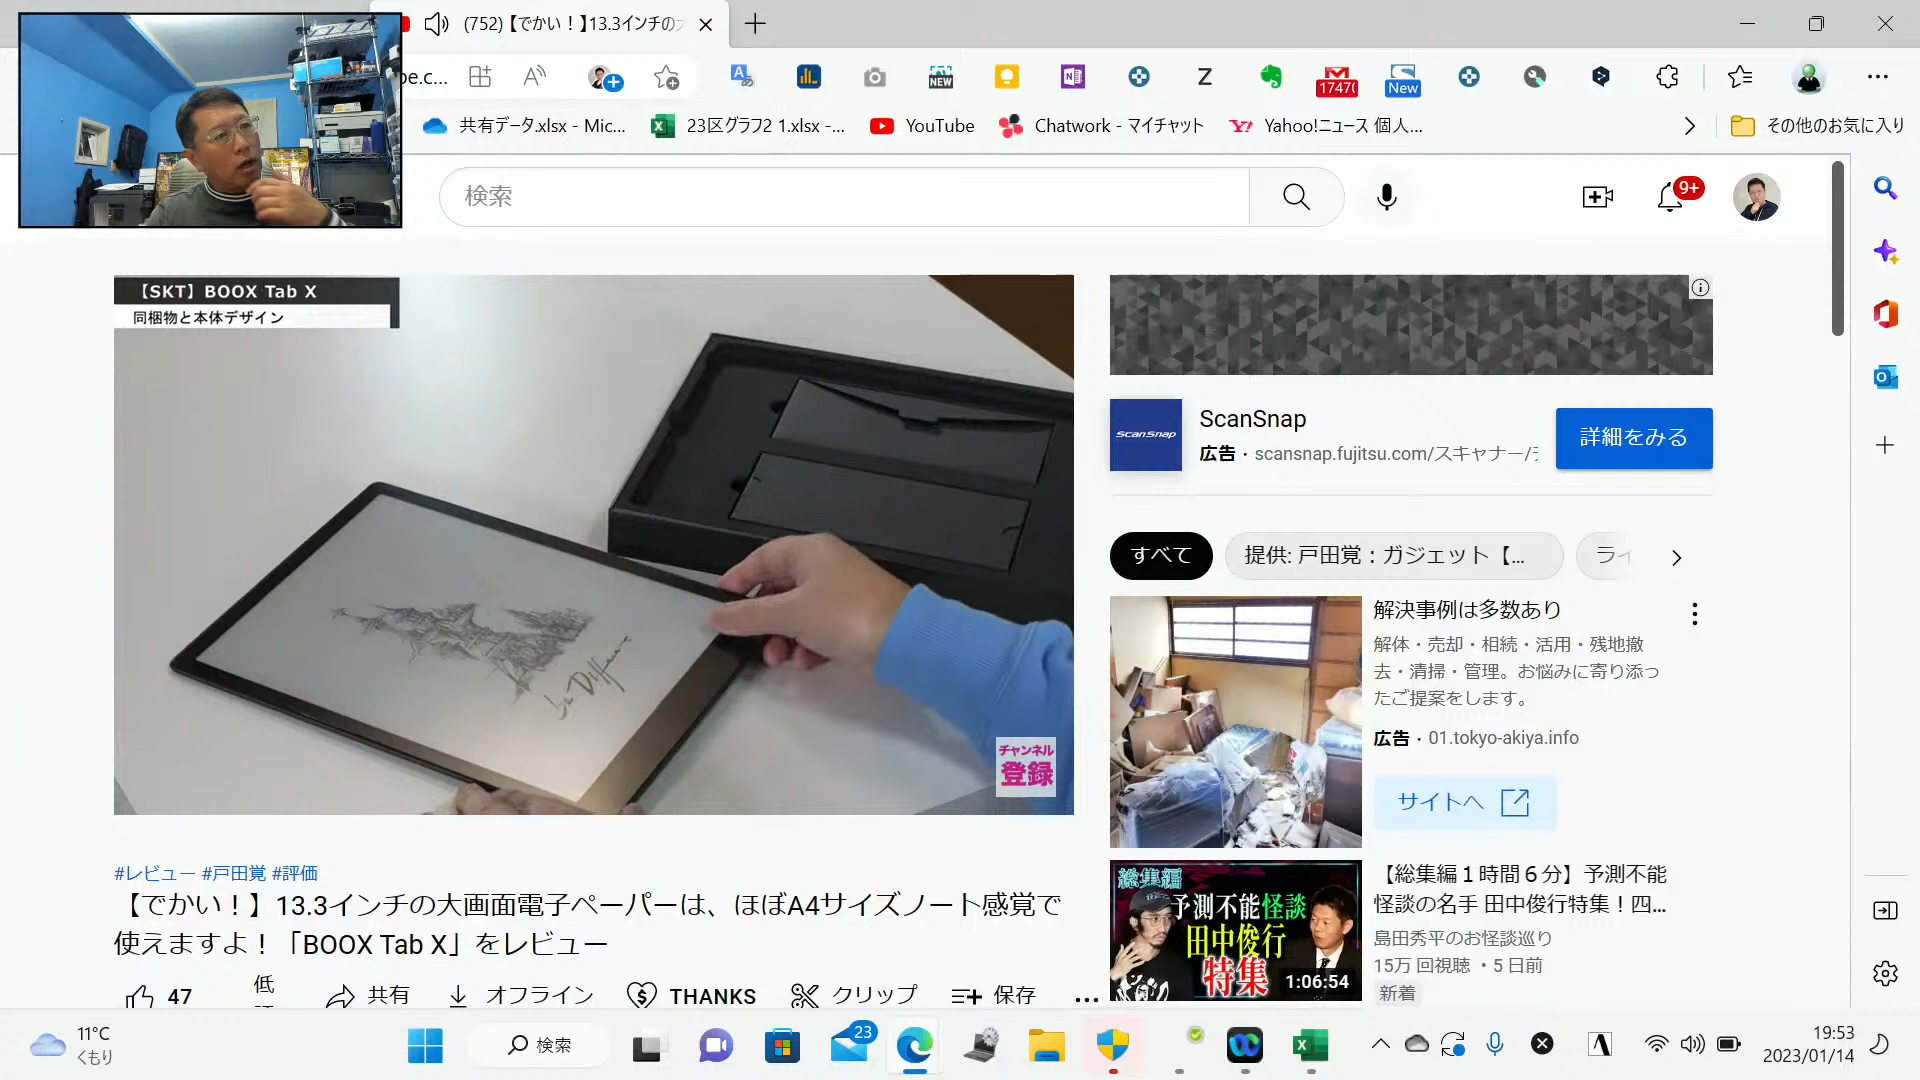 (752)【でかい！】13.3インチの
be.c...
NEW
17470
New
共有データ.xlsx - Mic...
23区グラフ2 1.xlsx -...
YouTube
Chatwork - マイチャット
Yahoo!ニュース 個人...
その他のお気に入り
検索
9+
【SKT】BOOX Tab X
同梱物と本体デザイン
チャンネル
登録
ScanSnap
ScanSnap
広告・scansnap.fujitsu.com/スキャナー/
詳細をみる
すべて
提供: 戸田覚：ガジェット【...
ライ
解決事例は多数あり
解体・売却・相続・活用・残地撤
去・清掃・管理。お悩みに寄り添っ
たご提案をします。
広告・01.tokyo-akiya.info
サイトへ
#レビュー #戸田覚 #評価
【でかい！】13.3インチの大画面電子ペーパーは、ほぼA4サイズノート感覚で
使えますよ！「BOOX Tab X」をレビュー
47
低
共有
オフライン
THANKS
クリップ
保存
総集編
予測不能怪談
田中俊行
特集
1:06:54
【総集編１時間６分】予測不能
怪談の名手 田中俊行特集！四...
島田秀平のお怪談巡り
15万 回視聴・5 日前
新着
11°C
くもり
検索
23
A
19:53
2023/01/14